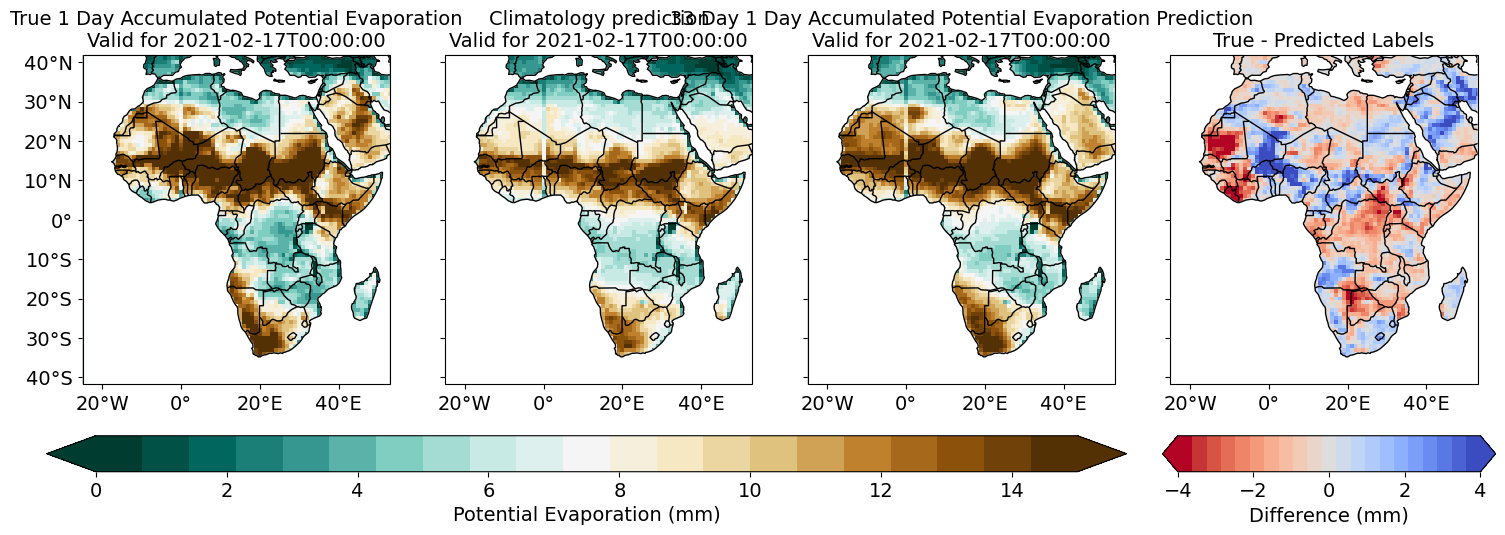 True 1 Day Accumulated Potential Evaporation
Valid for 2021-02-17T00:00:00
Climatology prediction
Valid for 2021-02-17T00:00:00
33 Day 1 Day Accumulated Potential Evaporation Prediction
Valid for 2021-02-17T00:00:00
True - Predicted Labels
40°N
30°N
20°N
10°N
0°
10°S
20°S
30°S
40°S
20°W 0° 20°E 40°E
20°W 0° 20°E 40°E
20°W 0° 20°E 40°E
20°W 0° 20°E 40°E
0 2 4 6 8 10 12 14
Potential Evaporation (mm)
−4 −2 0 2 4
Difference (mm)